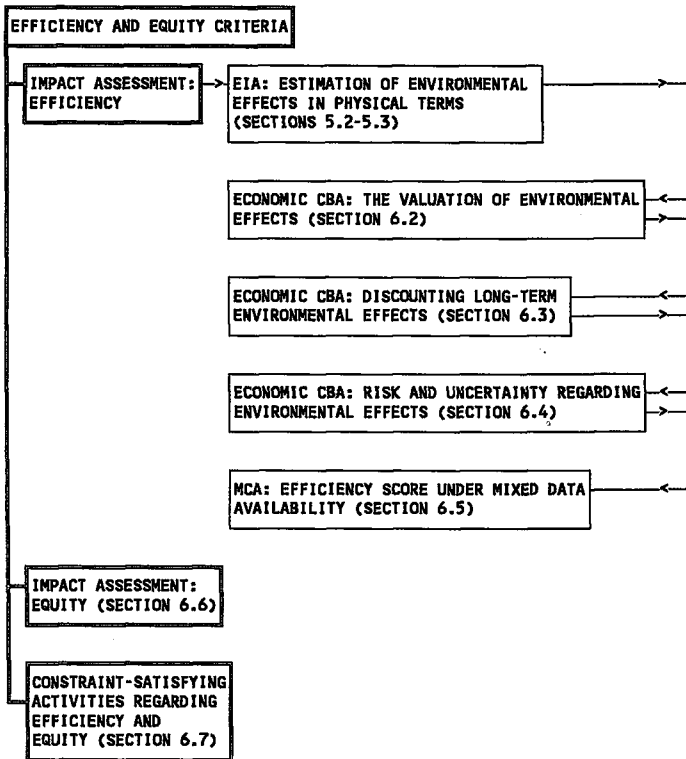 EFFICIENCY AND EQUITY CRITERIA
IMPACT ASSESSMENT:
EFFICIENCY
EIA: ESTIMATION OF ENVIRONMENTAL
EFFECTS IN PHYSICAL TERMS
(SECTIONS 5.2-5.3)
ECONOMIC CBA: THE VALUATION OF ENVIRONMENTAL
EFFECTS (SECTION 6.2)
ECONOMIC CBA: DISCOUNTING LONG-TERM
ENVIRONMENTAL EFFECTS (SECTION 6.3)
ECONOMIC CBA: RISK AND UNCERTAINTY REGARDING
ENVIRONMENTAL EFFECTS (SECTION 6.4)
MCA: EFFICIENCY SCORE UNDER MIXED DATA
AVAILABILITY (SECTION 6.5)
IMPACT ASSESSMENT:
EQUITY (SECTION 6.6)
CONSTRAINT-SATISFYING
ACTIVITIES REGARDING
EFFICIENCY AND
EQUITY (SECTION 6.7)